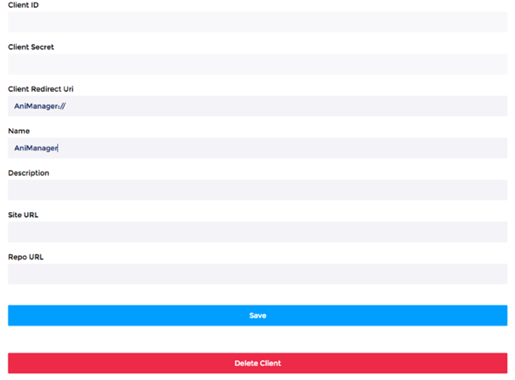 Client ID
Client Secret
Client Redirect Uri
AniManager://
Name
AniManager
Description
Site URL
Repo URL
Save
Delete Client